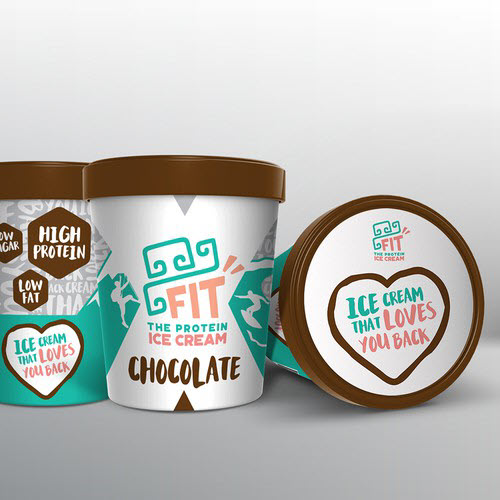 HIGH
PROTEIN
LOW
FAT
ICE CREAM
THAT LOVES
YOU BACK
FIT
THE PROTEIN
ICE CREAM
CHOCOLATE
FIT
THE PROTEIN
ICE CREAM
ICE CREAM
THAT LOVES
YOU BACK